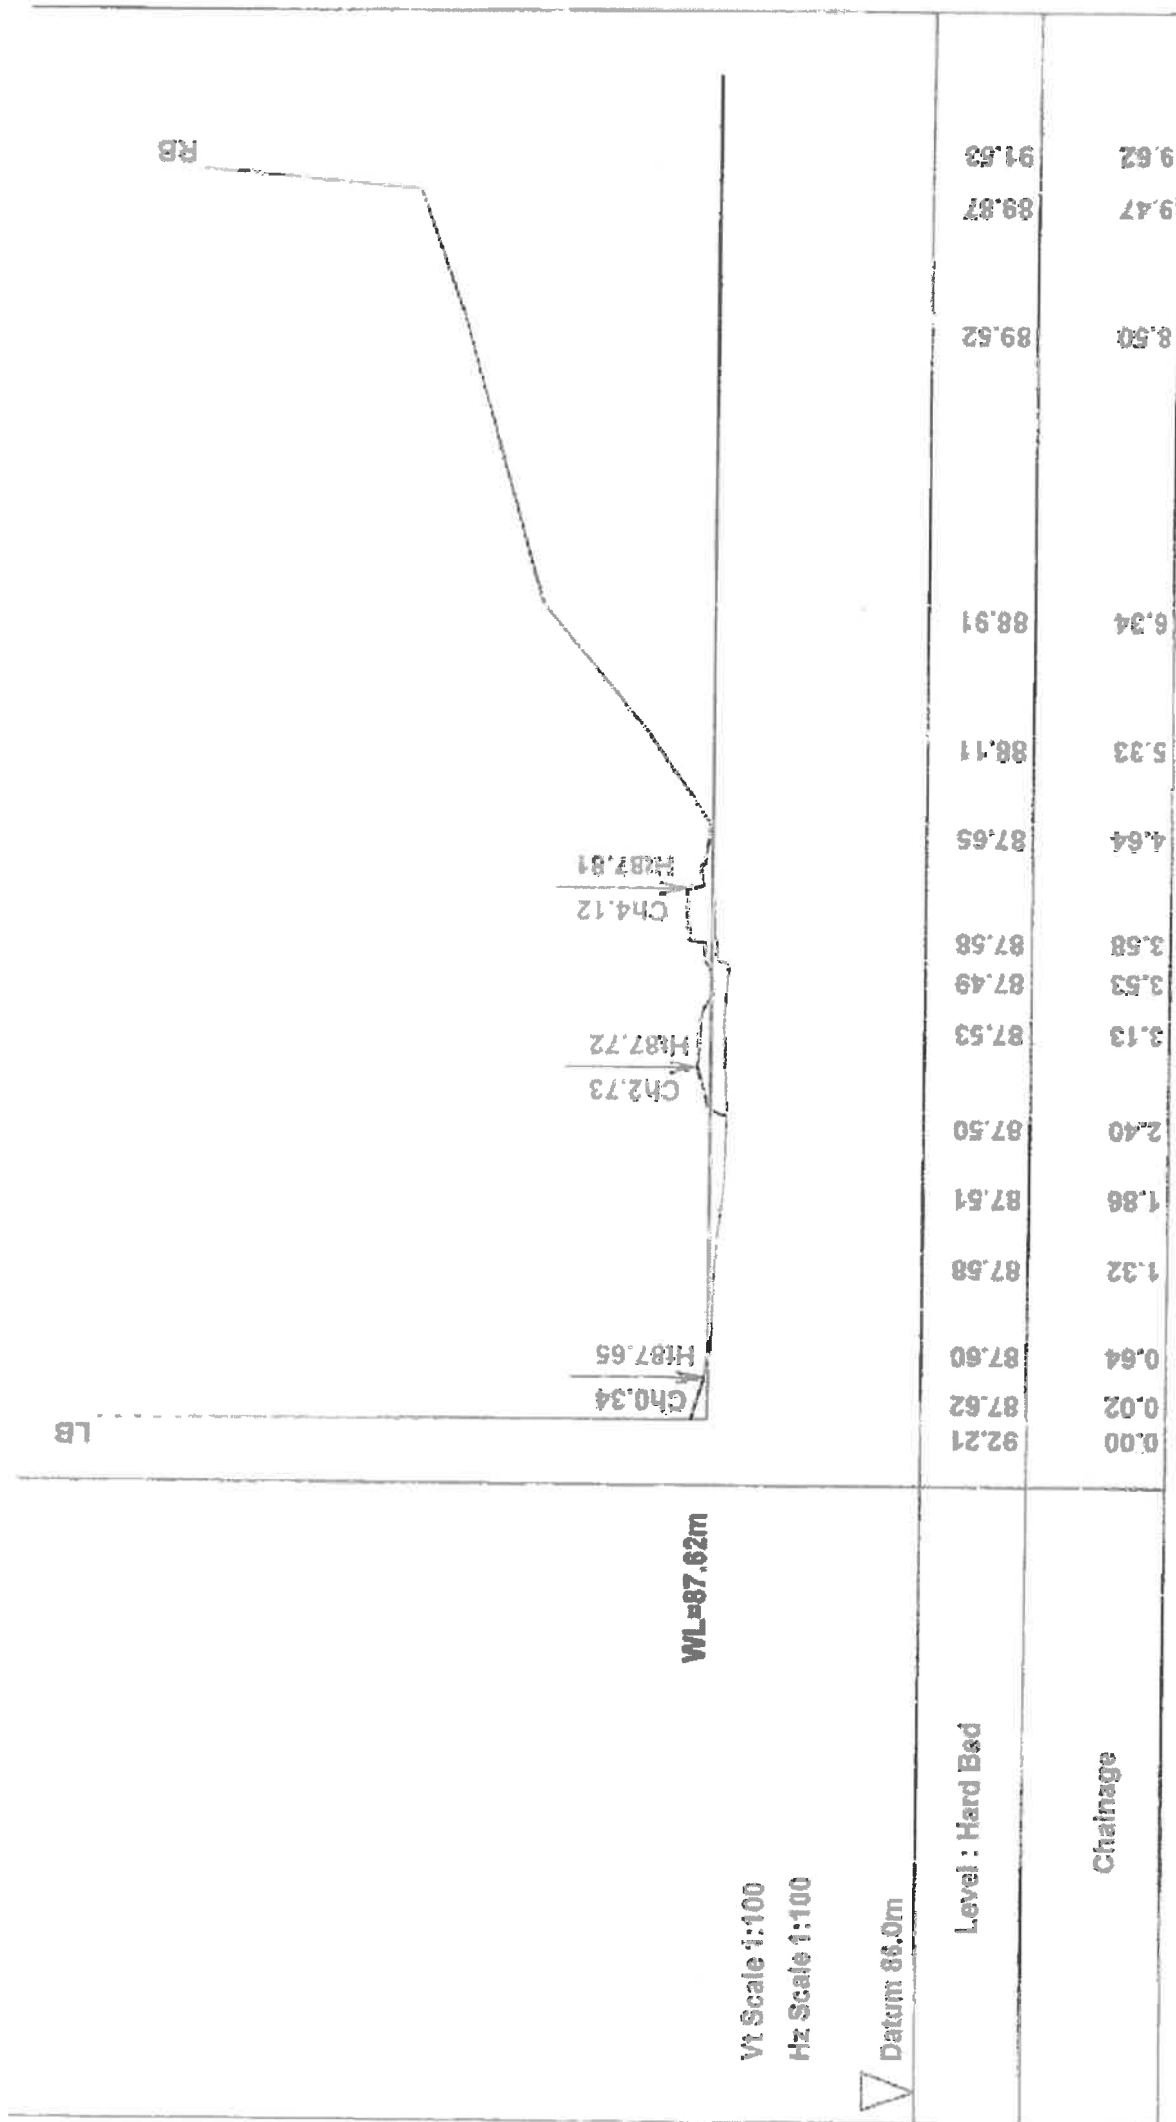 LB
RB
Ch0.34
Ht87.65
Ch2.73
Ht87.72
Ch4.12
Ht87.81
WL=87.62m
Vt Scale 1:100
Hz Scale 1:100
Datum 86.0m
Level : Hard Bed
92.21
87.62
87.60
87.58
87.51
87.50
87.53
87.49
87.58
87.65
88.11
88.91
89.52
89.87
91.53
Chainage
0.00
0.02
0.64
1.32
1.86
2.40
3.13
3.53
3.58
4.64
5.33
6.34
8.50
9.47
9.62